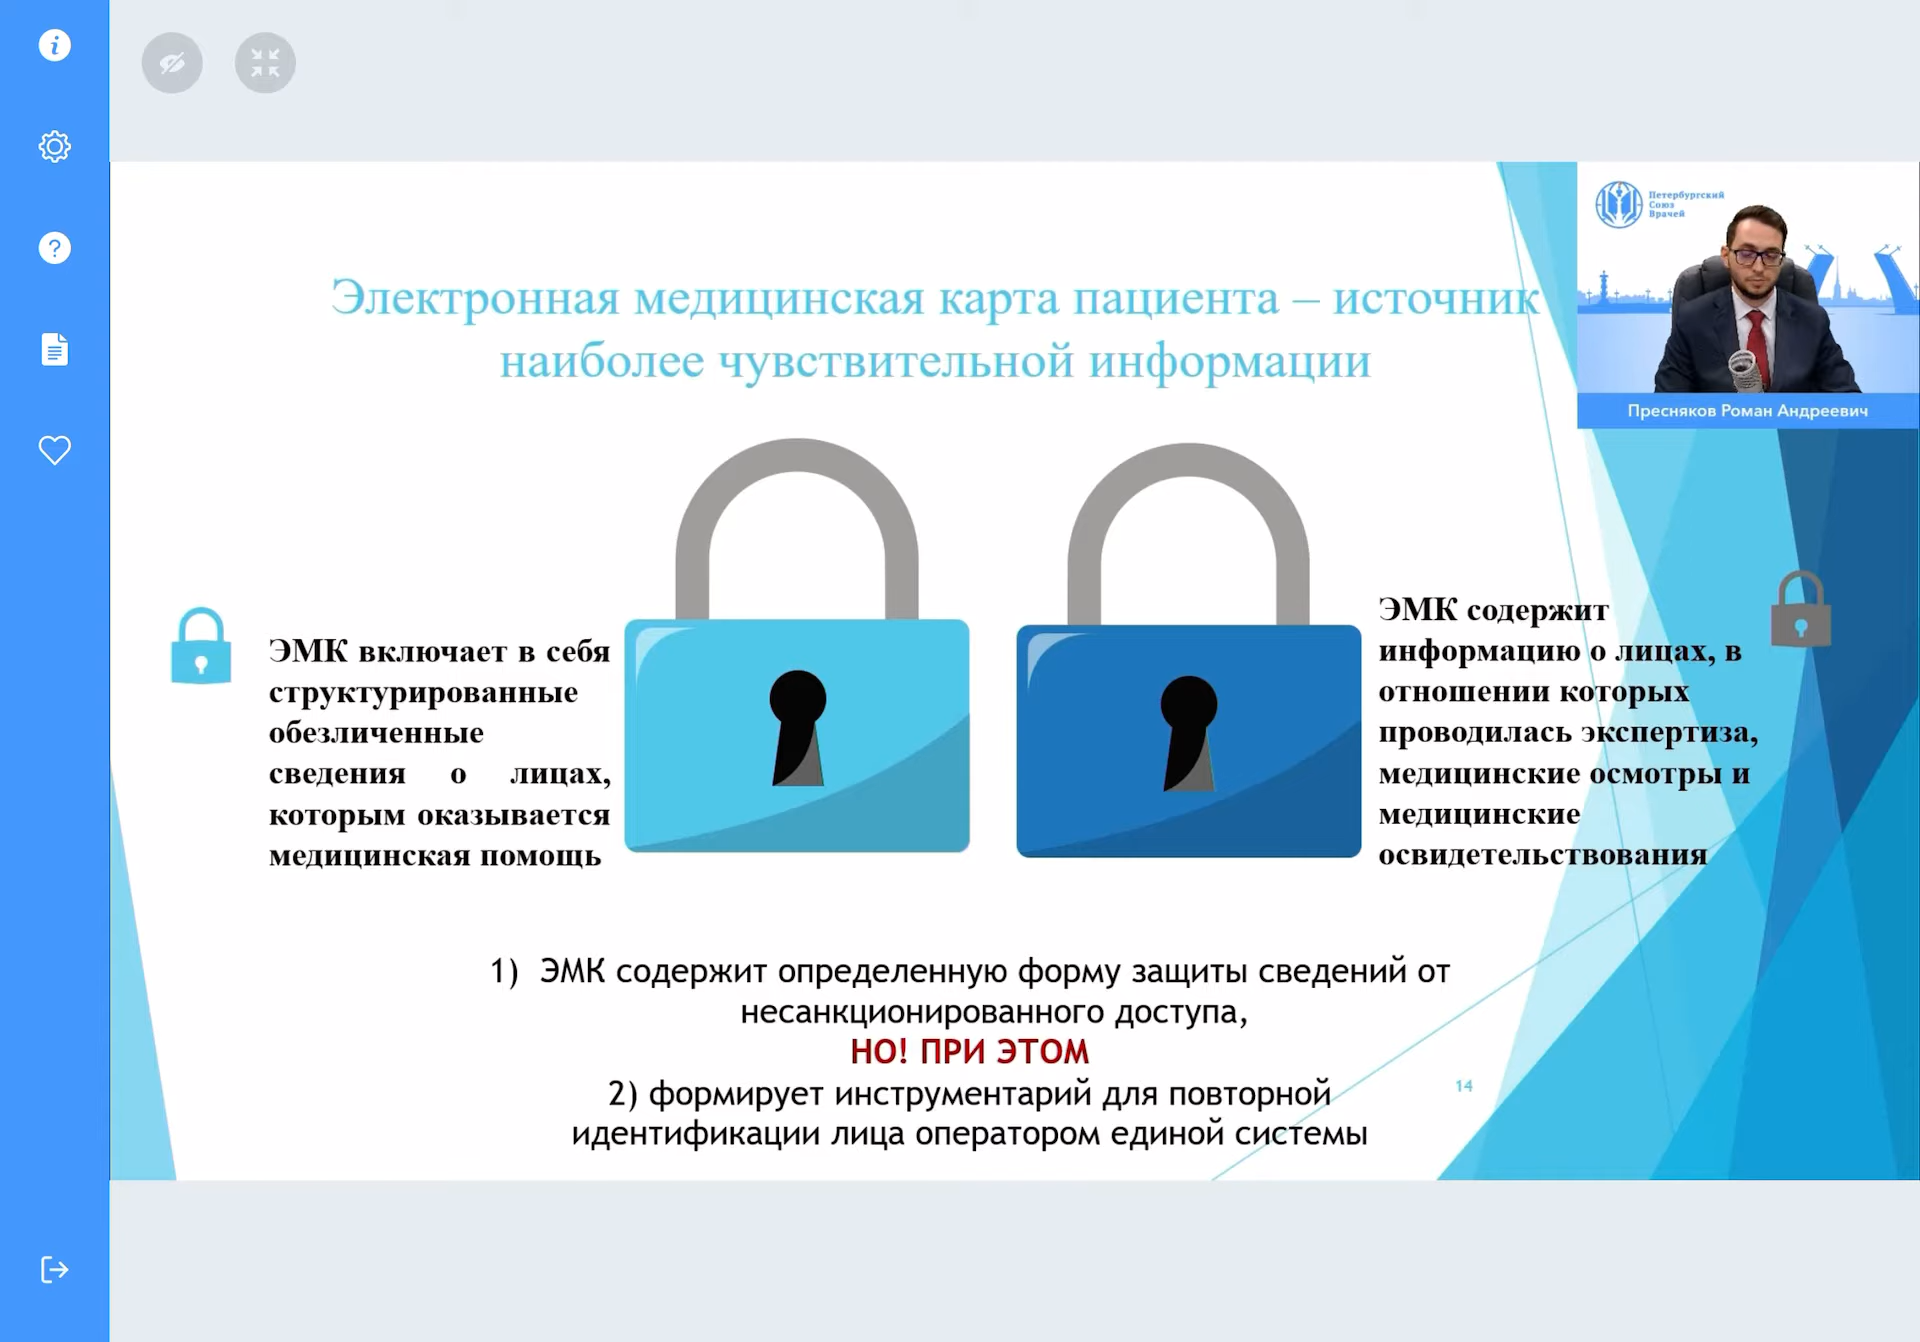 Петербургский
Союз
Врачей
Пресняков Роман Андреевич
Электронная медицинская карта пациента – источник
наиболее чувствительной информации
ЭМК включает в себя
структурированные
обезличенные
сведения о лицах,
которым оказывается
медицинская помощь
ЭМК содержит
информацию о лицах, в
отношении которых
проводилась экспертиза,
медицинские осмотры и
медицинские
освидетельствования
1) ЭМК содержит определенную форму защиты сведений от
несанкционированного доступа,
НО! ПРИ ЭТОМ
2) формирует инструментарий для повторной
идентификации лица оператором единой системы
14